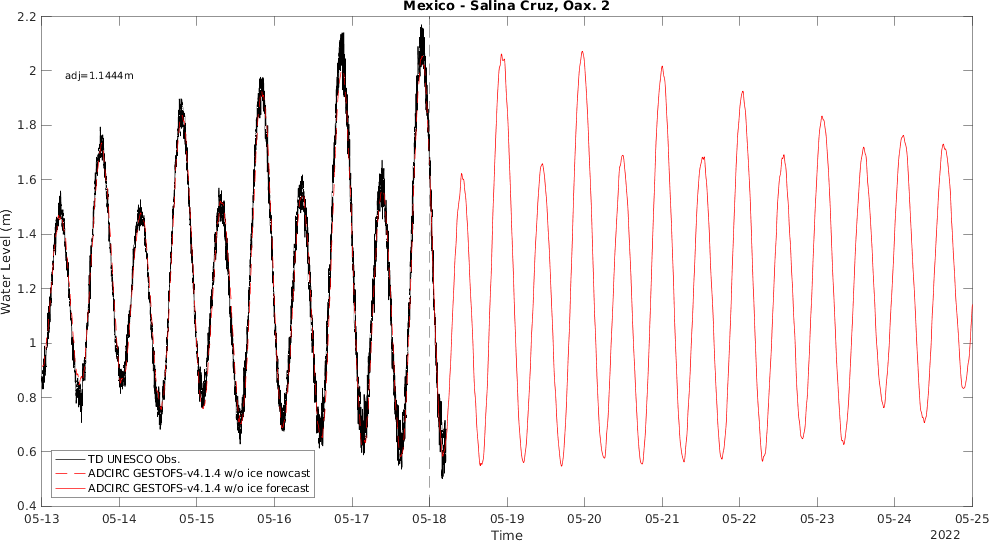 Mexico - Salina Cruz, Oax. 2
2.2
2
1.8
1.6
1.4
1.2
1
0.8
0.6
0.4
Water Level (m)
adj=1.1444m
TD UNESCO Obs.
ADCIRC GESTOFS-v4.1.4 w/o ice nowcast
ADCIRC GESTOFS-v4.1.4 w/o ice forecast
05-13 05-14 05-15 05-16 05-17 05-18 05-19 05-20 05-21 05-22 05-23 05-24 05-25
Time
2022